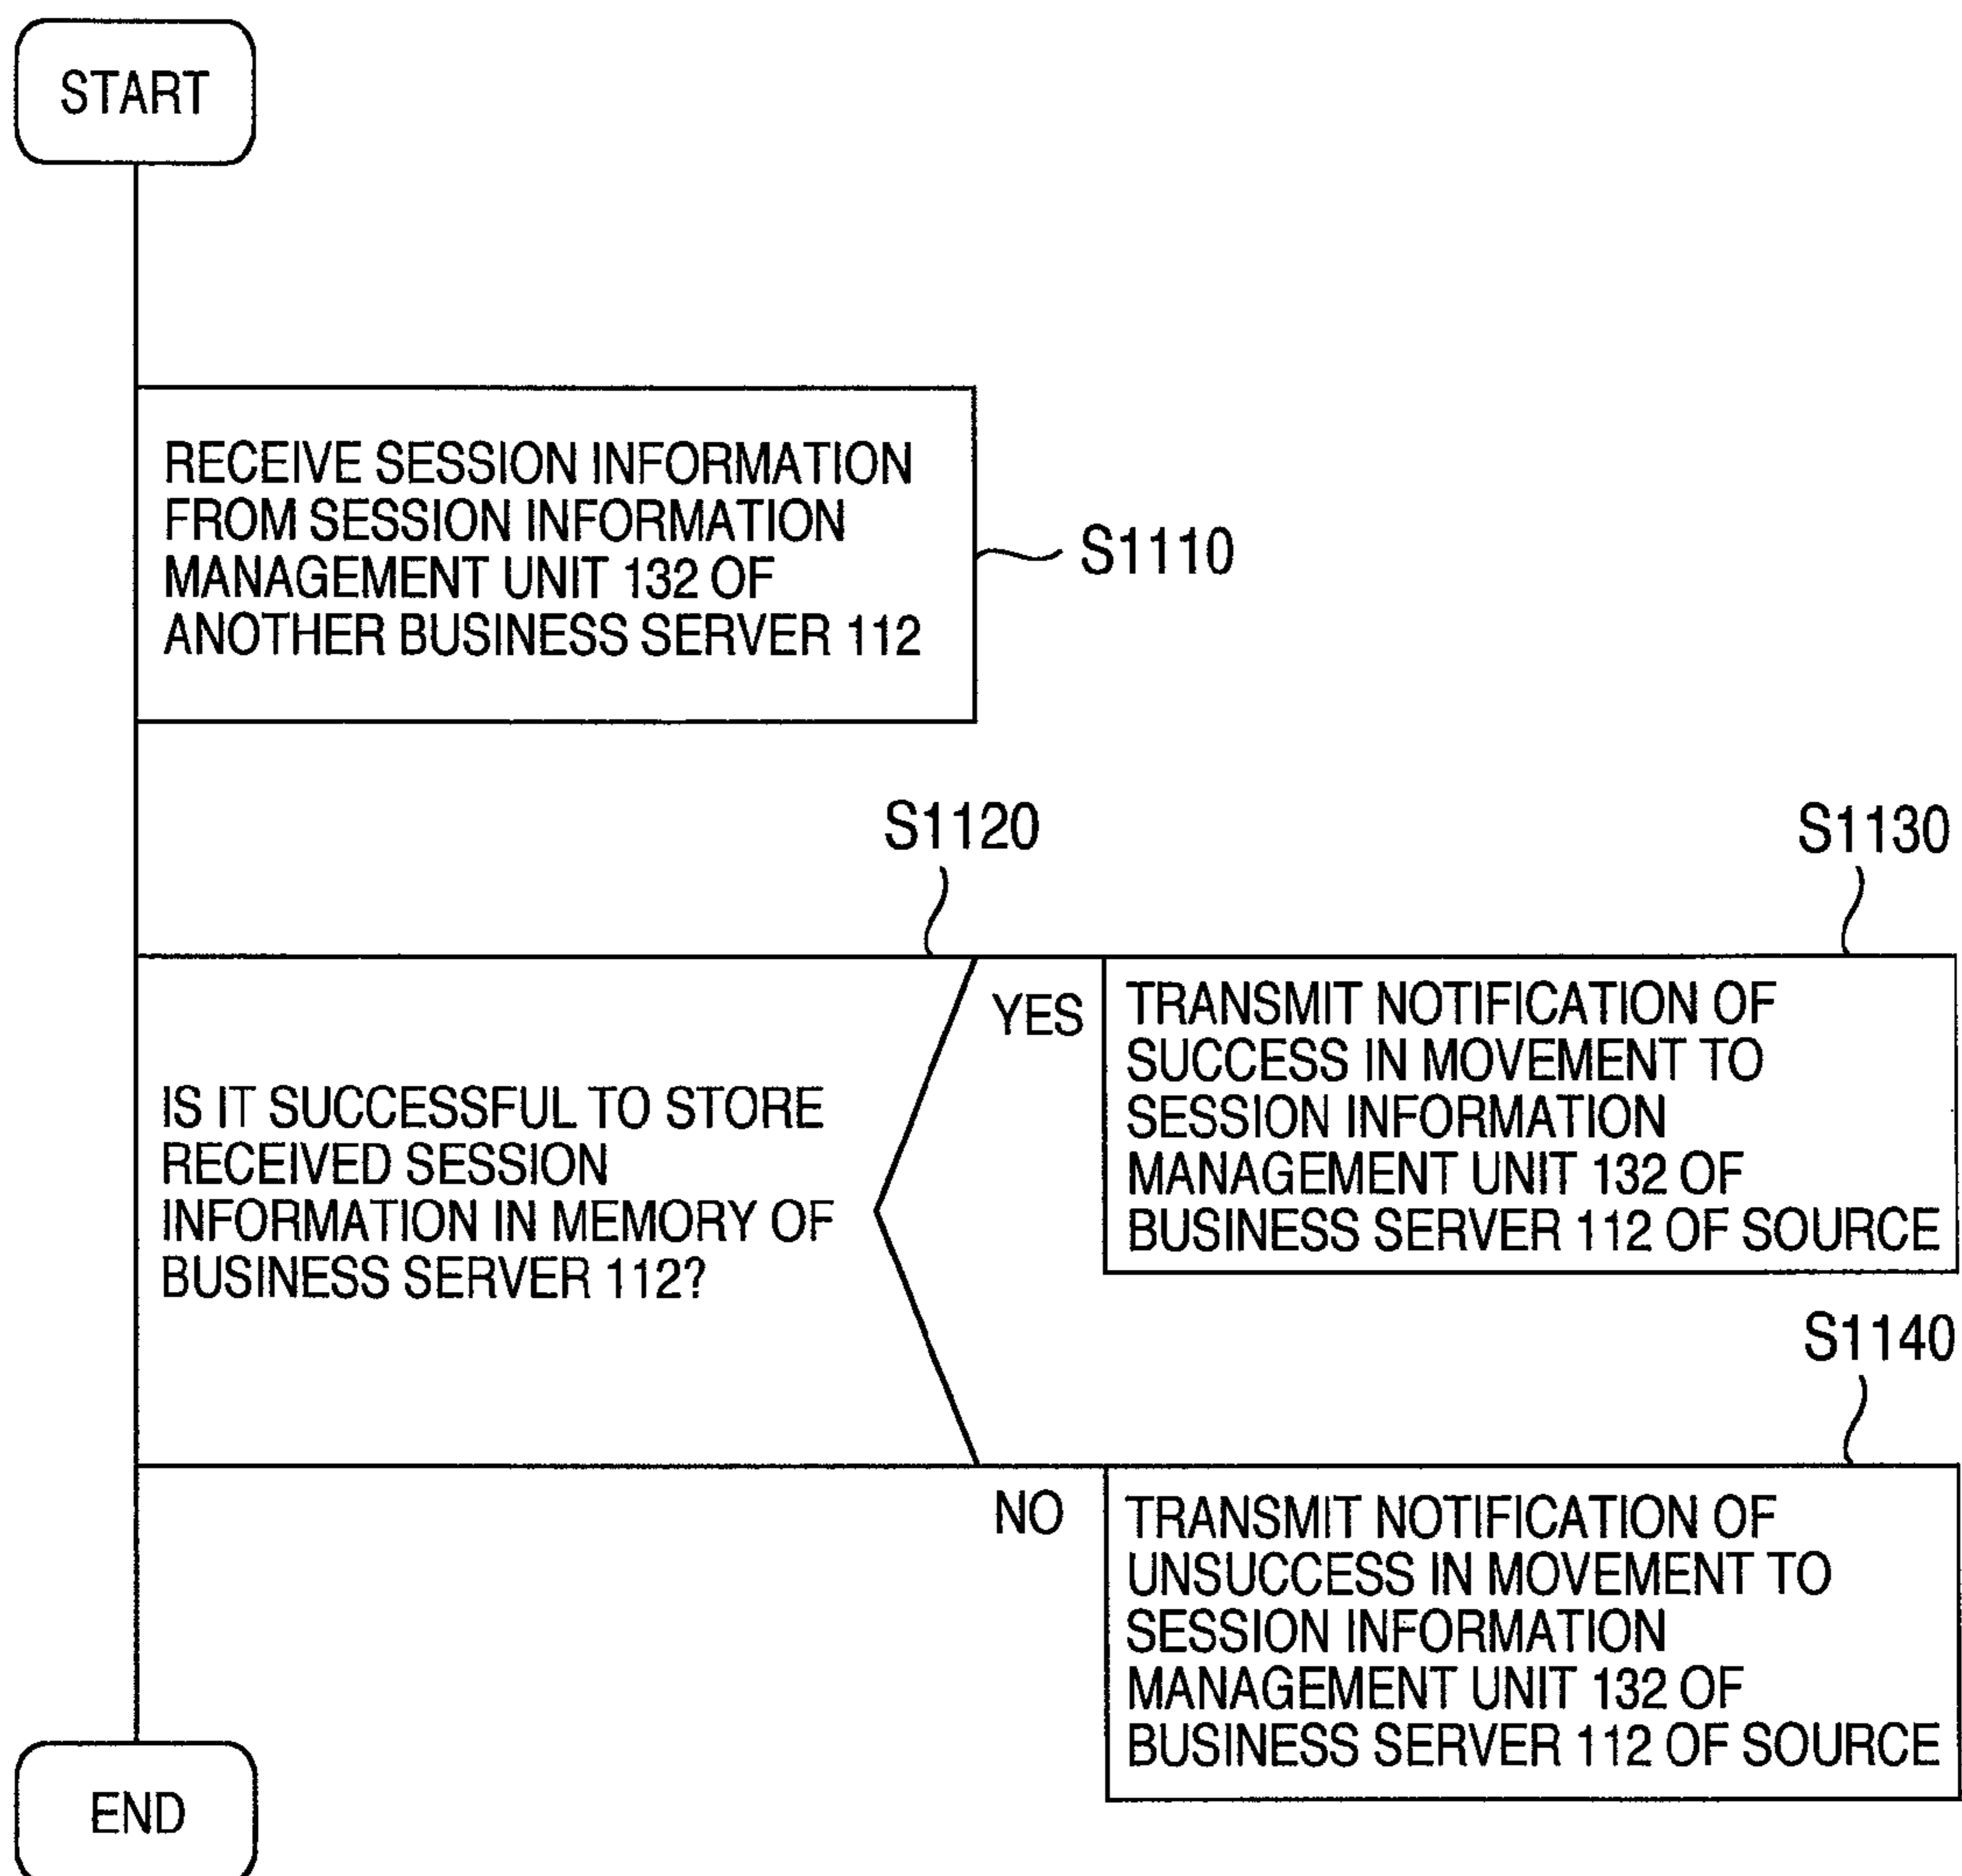 START
RECEIVE SESSION INFORMATION
FROM SESSION INFORMATION
MANAGEMENT UNIT 132 OF
ANOTHER BUSINESS SERVER 112
S1110
S1120
S1130
IS IT SUCCESSFUL TO STORE
RECEIVED SESSION
INFORMATION IN MEMORY OF
BUSINESS SERVER 112?
YES
TRANSMIT NOTIFICATION OF
SUCCESS IN MOVEMENT TO
SESSION INFORMATION
MANAGEMENT UNIT 132 OF
BUSINESS SERVER 112 OF SOURCE
S1140
NO
TRANSMIT NOTIFICATION OF
UNSUCCESS IN MOVEMENT TO
SESSION INFORMATION
MANAGEMENT UNIT 132 OF
BUSINESS SERVER 112 OF SOURCE
END